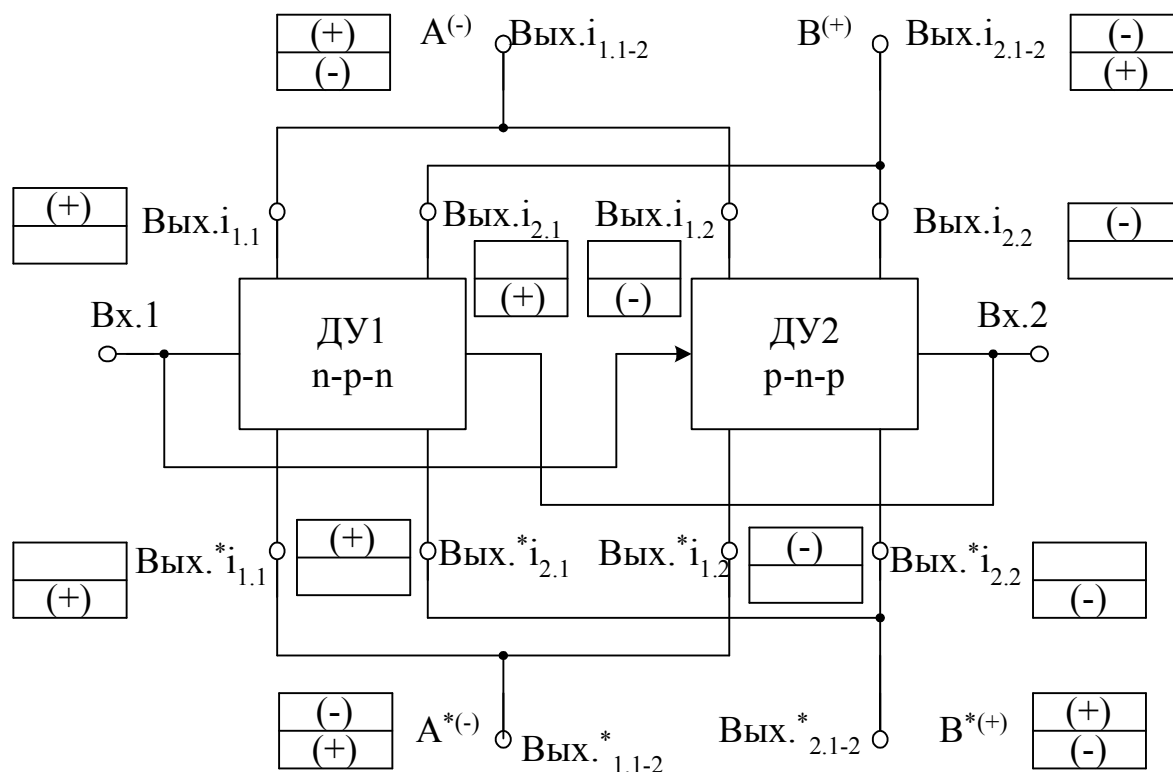 (+) A(-) Вых.i1.1-2 B(+) Вых.i2.1-2 (-)
(-) (+)
(+) Вых.i1.1 Вых.i2.1 Вых.i1.2 Вых.i2.2 (-)
(+) (-)
Вх.1 ДУ1 ДУ2 Вх.2
n-p-n p-n-p
Вых.*i1.1 (+) Вых.*i2.1 Вых.*i1.2 (-) Вых.*i2.2
(+) (-)
(-) A*(-) Вых.*1.1-2 Вых.*2.1-2 B*(+) (+)
(+) (-)